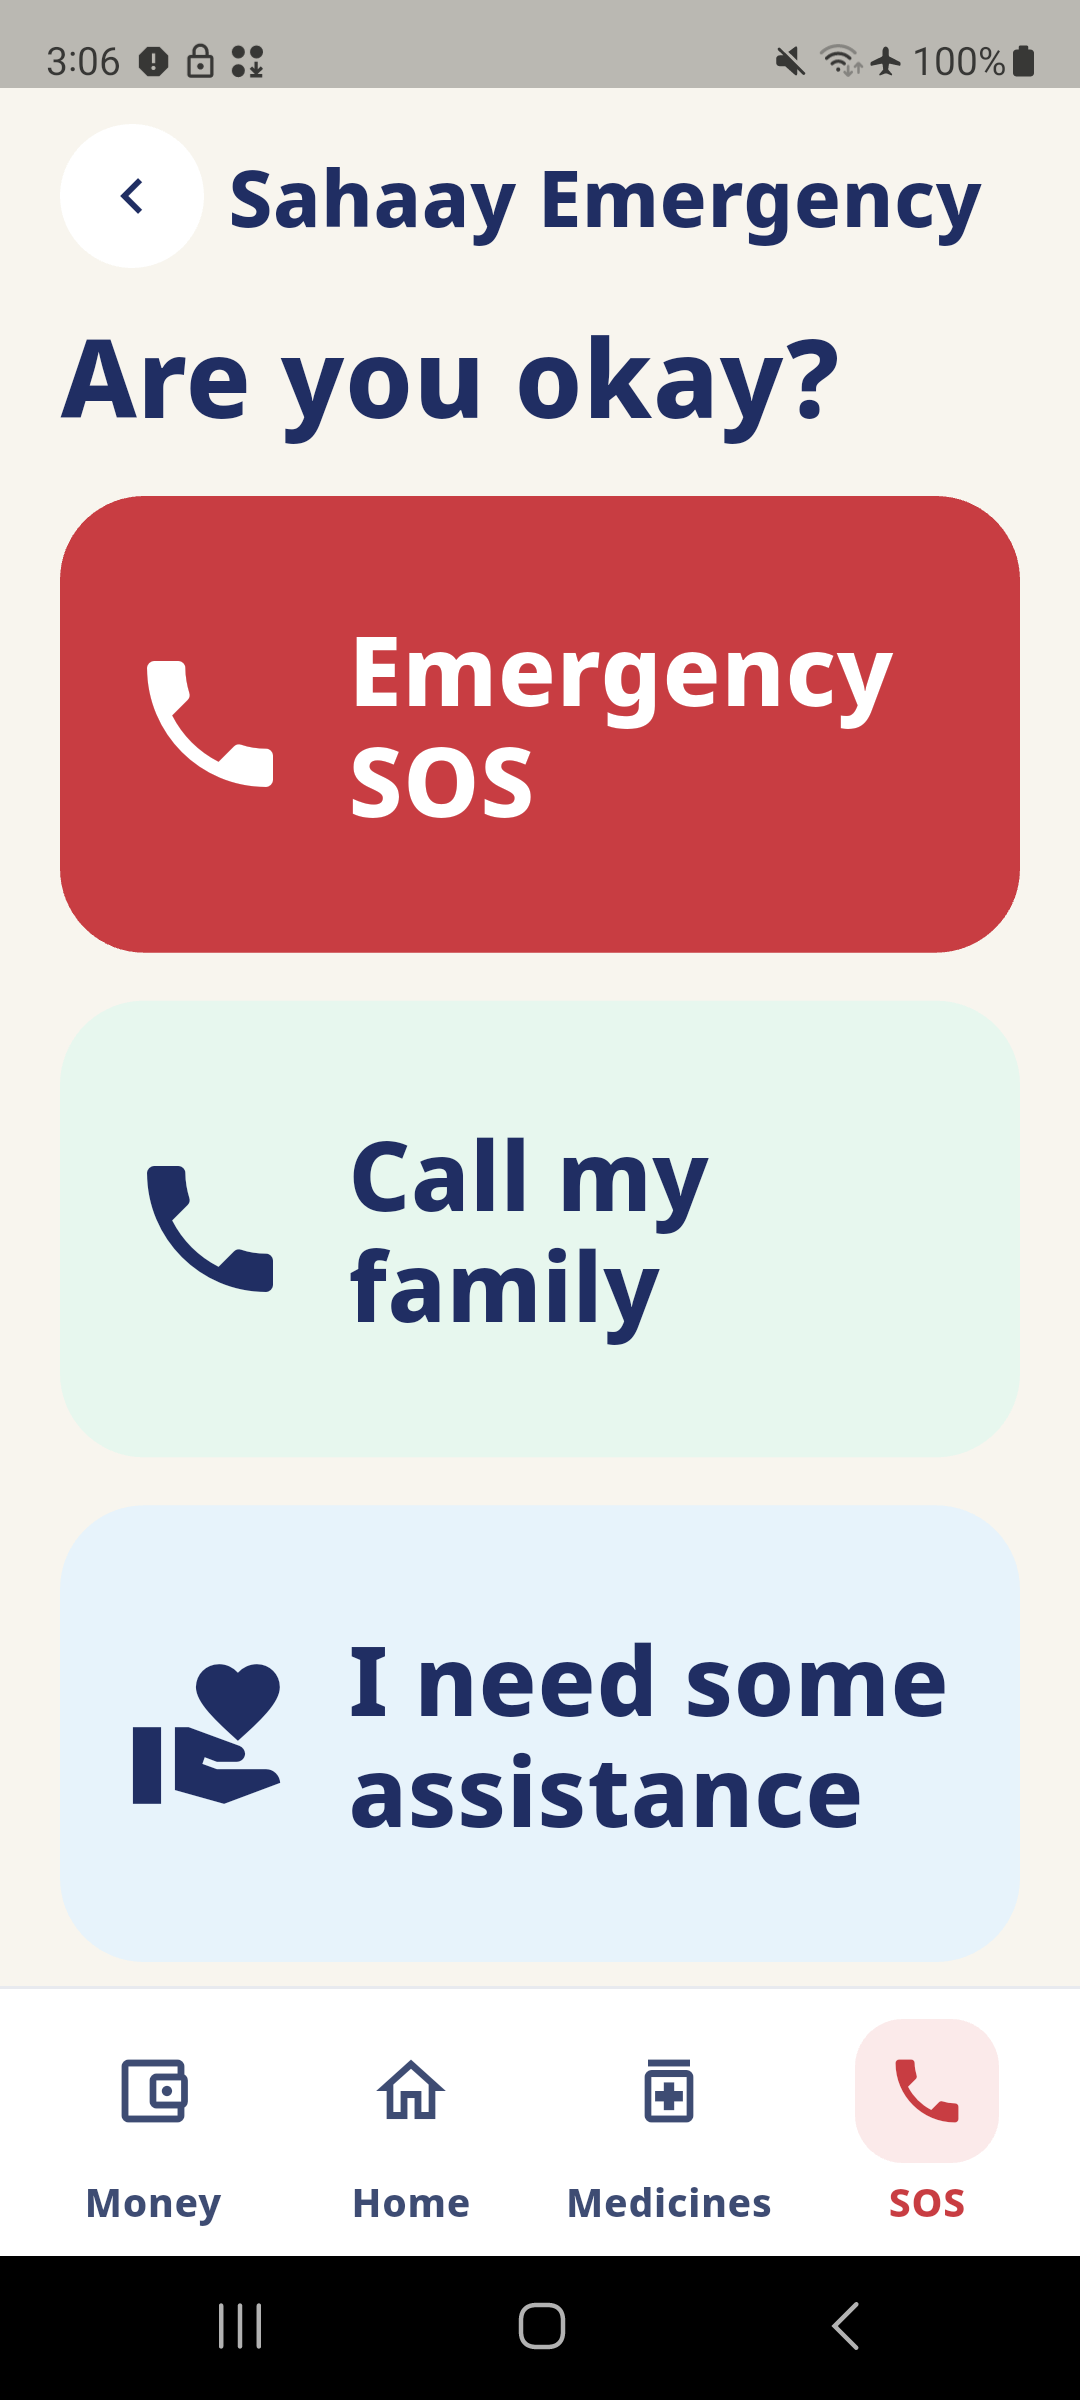 3:06
100%
Sahaay Emergency
Are you okay?
Emergency
SOS
Call my
family
I need some
assistance
Money
Home
Medicines
SOS